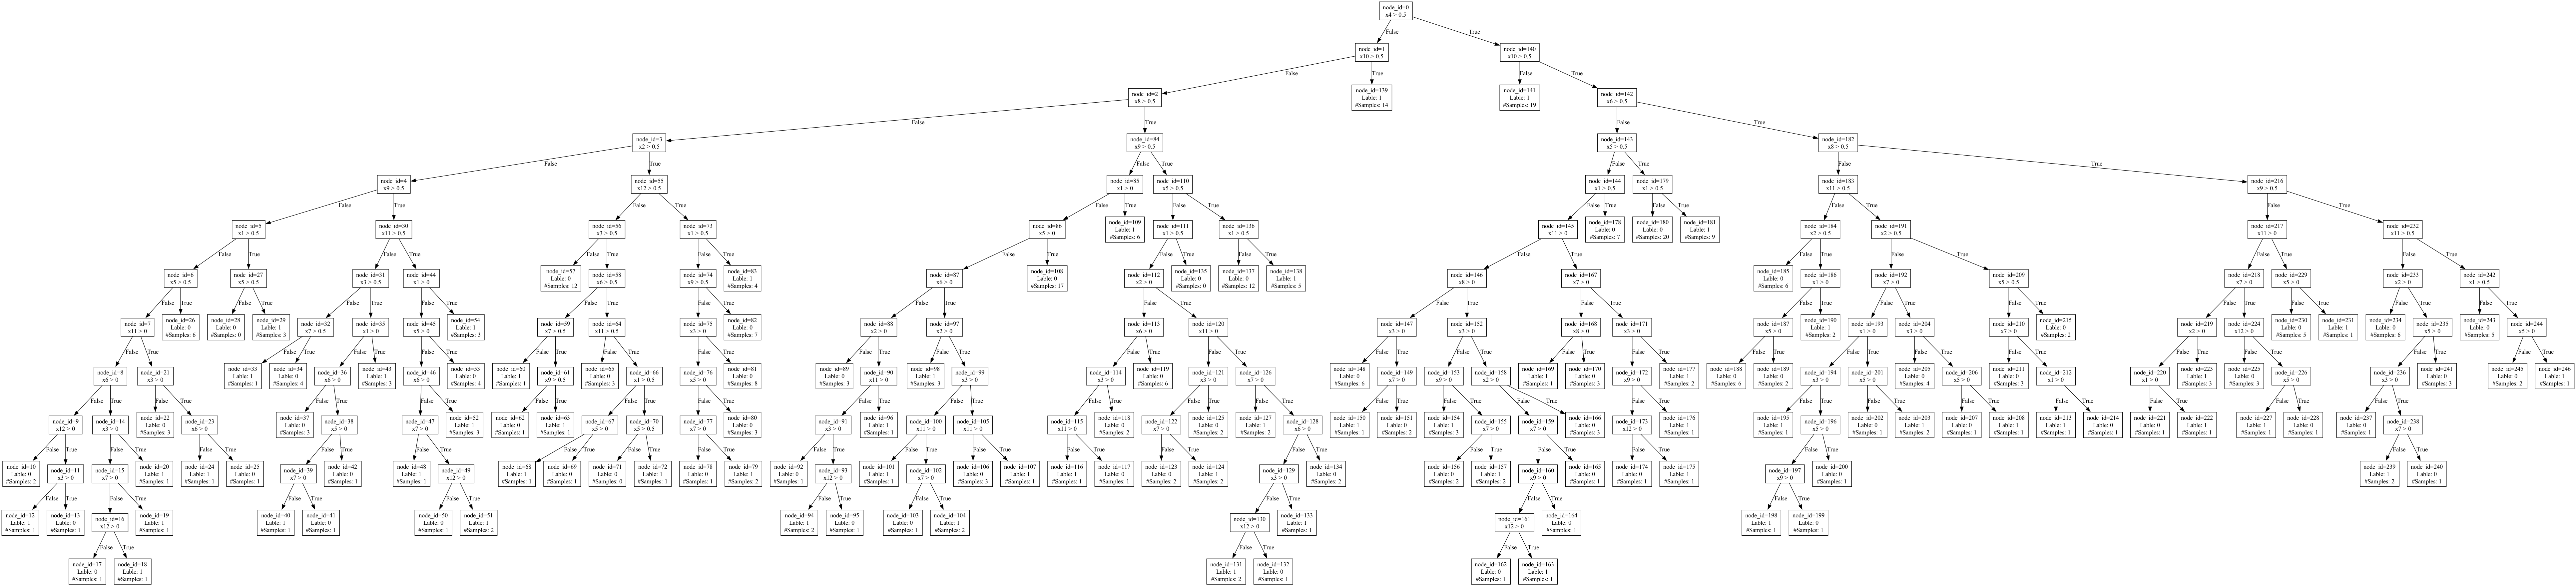 node_id=0
x4 > 0.5
False
True
node_id=1
x10 > 0.5
node_id=140
x10 > 0.5
False
True
False
True
node_id=2
x8 > 0.5
node_id=139
Lable: 1
#Samples: 14
node_id=141
Lable: 1
#Samples: 19
node_id=142
x6 > 0.5
False
True
False
True
node_id=3
x2 > 0.5
node_id=84
x9 > 0.5
node_id=143
x5 > 0.5
node_id=182
x8 > 0.5
False
True
False
True
False
True
False
True
node_id=4
x9 > 0.5
node_id=55
x12 > 0.5
node_id=85
x1 > 0
node_id=110
x5 > 0.5
node_id=144
x1 > 0.5
node_id=179
x1 > 0.5
node_id=183
x11 > 0.5
node_id=216
x9 > 0.5
False
True
False
True
False
True
False
True
False
True
False
True
False
True
False
True
node_id=5
x1 > 0.5
node_id=30
x11 > 0.5
node_id=56
x3 > 0.5
node_id=73
x1 > 0.5
node_id=86
x5 > 0
node_id=109
Lable: 1
#Samples: 6
node_id=111
x1 > 0.5
node_id=136
x1 > 0.5
node_id=145
x11 > 0
node_id=178
Lable: 0
#Samples: 7
node_id=180
Lable: 0
#Samples: 20
node_id=181
Lable: 1
#Samples: 9
node_id=184
x2 > 0.5
node_id=191
x2 > 0.5
node_id=217
x11 > 0
node_id=232
x11 > 0.5
False
True
False
True
False
True
False
True
False
True
False
True
False
True
False
True
False
True
False
True
False
True
False
True
node_id=6
x5 > 0.5
node_id=27
x5 > 0.5
node_id=31
x3 > 0.5
node_id=44
x1 > 0
node_id=57
Lable: 0
#Samples: 12
node_id=58
x6 > 0.5
node_id=74
x9 > 0.5
node_id=83
Lable: 1
#Samples: 4
node_id=87
x6 > 0
node_id=108
Lable: 0
#Samples: 17
node_id=112
x2 > 0
node_id=135
Lable: 0
#Samples: 0
node_id=137
Lable: 0
#Samples: 12
node_id=138
Lable: 1
#Samples: 5
node_id=146
x8 > 0
node_id=167
x7 > 0
node_id=185
Lable: 0
#Samples: 6
node_id=186
x1 > 0
node_id=192
x7 > 0
node_id=209
x5 > 0.5
node_id=218
x7 > 0
node_id=229
x5 > 0
node_id=233
x2 > 0
node_id=242
x1 > 0.5
node_id=7
x11 > 0
node_id=26
Lable: 0
#Samples: 6
node_id=28
Lable: 0
#Samples: 0
node_id=29
Lable: 1
#Samples: 3
node_id=32
x7 > 0.5
node_id=35
x1 > 0
node_id=45
x5 > 0
node_id=54
Lable: 1
#Samples: 3
node_id=59
x7 > 0.5
node_id=64
x11 > 0.5
node_id=75
x3 > 0
node_id=82
Lable: 0
#Samples: 7
node_id=88
x2 > 0
node_id=97
x2 > 0
node_id=113
x6 > 0
node_id=120
x11 > 0
node_id=147
x3 > 0
node_id=152
x3 > 0
node_id=168
x8 > 0
node_id=171
x3 > 0
node_id=187
x5 > 0
node_id=190
Lable: 1
#Samples: 2
node_id=193
x1 > 0
node_id=204
x3 > 0
node_id=210
x7 > 0
node_id=215
Lable: 0
#Samples: 2
node_id=219
x2 > 0
node_id=224
x12 > 0
node_id=230
Lable: 0
#Samples: 5
node_id=231
Lable: 1
#Samples: 1
node_id=234
Lable: 0
#Samples: 6
node_id=235
x5 > 0
node_id=243
Lable: 0
#Samples: 5
node_id=244
x5 > 0
node_id=8
x6 > 0
node_id=21
x3 > 0
node_id=33
Lable: 1
#Samples: 1
node_id=34
Lable: 0
#Samples: 4
node_id=36
x6 > 0
node_id=43
Lable: 1
#Samples: 3
node_id=46
x6 > 0
node_id=53
Lable: 0
#Samples: 4
node_id=60
Lable: 1
#Samples: 1
node_id=61
x9 > 0.5
node_id=65
Lable: 0
#Samples: 3
node_id=66
x1 > 0.5
node_id=76
x5 > 0
node_id=81
Lable: 0
#Samples: 8
node_id=89
Lable: 0
#Samples: 3
node_id=90
x11 > 0
node_id=98
Lable: 1
#Samples: 3
node_id=99
x3 > 0
node_id=114
x3 > 0
node_id=119
Lable: 0
#Samples: 6
node_id=121
x3 > 0
node_id=126
x7 > 0
node_id=148
Lable: 0
#Samples: 6
node_id=149
x7 > 0
node_id=153
x9 > 0
node_id=158
x2 > 0
node_id=169
Lable: 1
#Samples: 1
node_id=170
Lable: 0
#Samples: 3
node_id=172
x9 > 0
node_id=177
Lable: 1
#Samples: 2
node_id=188
Lable: 0
#Samples: 6
node_id=189
Lable: 0
#Samples: 2
node_id=194
x3 > 0
node_id=201
x5 > 0
node_id=205
Lable: 0
#Samples: 4
node_id=206
x5 > 0
node_id=211
Lable: 0
#Samples: 3
node_id=212
x1 > 0
node_id=220
x1 > 0
node_id=223
Lable: 1
#Samples: 3
node_id=225
Lable: 0
#Samples: 3
node_id=226
x5 > 0
node_id=236
x3 > 0
node_id=241
Lable: 0
#Samples: 3
node_id=245
Lable: 0
#Samples: 2
node_id=246
Lable: 1
#Samples: 1
node_id=9
x12 > 0
node_id=14
x3 > 0
node_id=22
Lable: 0
#Samples: 3
node_id=23
x6 > 0
node_id=37
Lable: 0
#Samples: 3
node_id=38
x5 > 0
node_id=47
x7 > 0
node_id=52
Lable: 1
#Samples: 3
node_id=62
Lable: 0
#Samples: 1
node_id=63
Lable: 1
#Samples: 1
node_id=67
x5 > 0
node_id=70
x5 > 0.5
node_id=77
x7 > 0
node_id=80
Lable: 0
#Samples: 3
node_id=91
x3 > 0
node_id=96
Lable: 1
#Samples: 1
node_id=100
x11 > 0
node_id=105
x11 > 0
node_id=115
x11 > 0
node_id=118
Lable: 0
#Samples: 2
node_id=122
x7 > 0
node_id=125
Lable: 0
#Samples: 2
node_id=127
Lable: 1
#Samples: 2
node_id=128
x6 > 0
node_id=150
Lable: 1
#Samples: 1
node_id=151
Lable: 0
#Samples: 2
node_id=154
Lable: 1
#Samples: 3
node_id=155
x7 > 0
node_id=159
x7 > 0
node_id=166
Lable: 0
#Samples: 3
node_id=173
x12 > 0
node_id=176
Lable: 1
#Samples: 1
node_id=195
Lable: 1
#Samples: 1
node_id=196
x5 > 0
node_id=202
Lable: 0
#Samples: 1
node_id=203
Lable: 1
#Samples: 2
node_id=207
Lable: 0
#Samples: 1
node_id=208
Lable: 1
#Samples: 1
node_id=213
Lable: 1
#Samples: 1
node_id=214
Lable: 0
#Samples: 1
node_id=221
Lable: 0
#Samples: 1
node_id=222
Lable: 1
#Samples: 1
node_id=227
Lable: 1
#Samples: 1
node_id=228
Lable: 0
#Samples: 1
node_id=237
Lable: 0
#Samples: 1
node_id=238
x7 > 0
node_id=10
Lable: 0
#Samples: 2
node_id=11
x3 > 0
node_id=15
x7 > 0
node_id=20
Lable: 1
#Samples: 1
node_id=24
Lable: 1
#Samples: 1
node_id=25
Lable: 0
#Samples: 1
node_id=39
x7 > 0
node_id=42
Lable: 0
#Samples: 1
node_id=48
Lable: 1
#Samples: 1
node_id=49
x12 > 0
node_id=68
Lable: 1
#Samples: 1
node_id=69
Lable: 0
#Samples: 1
node_id=71
Lable: 0
#Samples: 0
node_id=72
Lable: 1
#Samples: 1
node_id=78
Lable: 0
#Samples: 1
node_id=79
Lable: 1
#Samples: 2
node_id=92
Lable: 0
#Samples: 1
node_id=93
x12 > 0
node_id=101
Lable: 1
#Samples: 1
node_id=102
x7 > 0
node_id=106
Lable: 0
#Samples: 3
node_id=107
Lable: 1
#Samples: 1
node_id=116
Lable: 1
#Samples: 1
node_id=117
Lable: 0
#Samples: 1
node_id=123
Lable: 0
#Samples: 2
node_id=124
Lable: 1
#Samples: 2
node_id=129
x3 > 0
node_id=134
Lable: 0
#Samples: 2
node_id=156
Lable: 0
#Samples: 2
node_id=157
Lable: 1
#Samples: 2
node_id=160
x9 > 0
node_id=165
Lable: 0
#Samples: 1
node_id=174
Lable: 0
#Samples: 1
node_id=175
Lable: 1
#Samples: 1
node_id=197
x9 > 0
node_id=200
Lable: 0
#Samples: 1
node_id=239
Lable: 1
#Samples: 2
node_id=240
Lable: 0
#Samples: 1
node_id=12
Lable: 1
#Samples: 1
node_id=13
Lable: 0
#Samples: 1
node_id=16
x12 > 0
node_id=19
Lable: 1
#Samples: 1
node_id=40
Lable: 1
#Samples: 1
node_id=41
Lable: 0
#Samples: 1
node_id=50
Lable: 0
#Samples: 1
node_id=51
Lable: 1
#Samples: 2
node_id=94
Lable: 1
#Samples: 2
node_id=95
Lable: 0
#Samples: 1
node_id=103
Lable: 0
#Samples: 1
node_id=104
Lable: 1
#Samples: 2
node_id=130
x12 > 0
node_id=133
Lable: 1
#Samples: 1
node_id=161
x12 > 0
node_id=164
Lable: 0
#Samples: 1
node_id=198
Lable: 1
#Samples: 1
node_id=199
Lable: 0
#Samples: 1
False
True
False
True
False
True
node_id=17
Lable: 0
#Samples: 1
node_id=18
Lable: 1
#Samples: 1
node_id=131
Lable: 1
#Samples: 2
node_id=132
Lable: 0
#Samples: 1
node_id=162
Lable: 0
#Samples: 1
node_id=163
Lable: 1
#Samples: 1